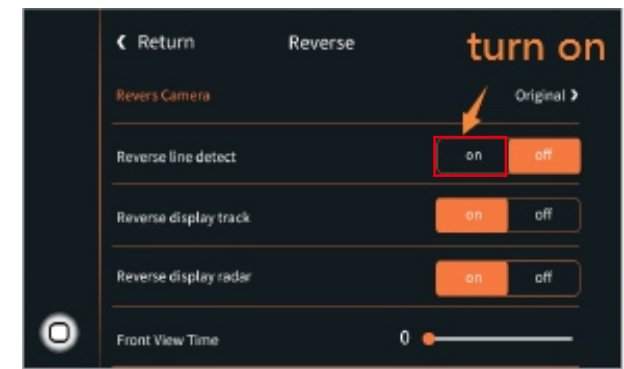 Return Reverse turn on
Revers Camera Original
Reverse line detect on off
Reverse display track on off
Reverse display radar on off
Front View Time 0